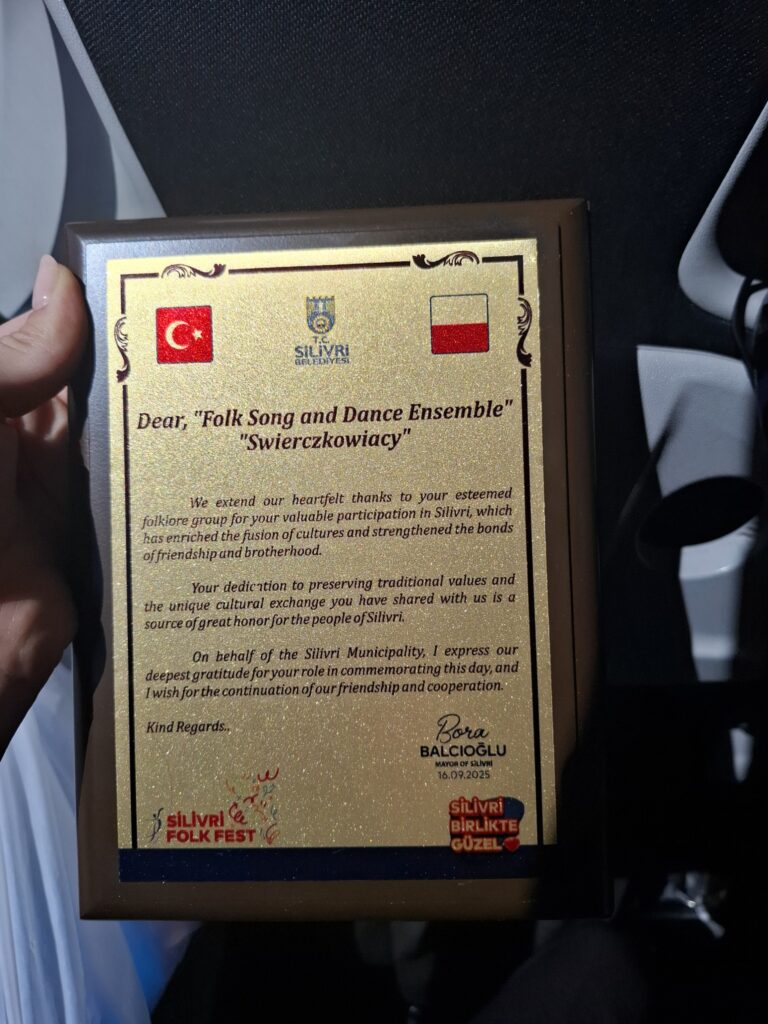 T.C.
SİLİVRİ
BELEDİYESİ
Dear, "Folk Song and Dance Ensemble"
"Swierczkowiacy"
We extend our heartfelt thanks to your esteemed
folklore group for your valuable participation in Silivri, which
has enriched the fusion of cultures and strengthened the bonds
of friendship and brotherhood.
Your dedication to preserving traditional values and
the unique cultural exchange you have shared with us is a
source of great honor for the people of Silivri.
On behalf of the Silivri Municipality, I express our
deepest gratitude for your role in commemorating this day, and
I wish for the continuation of our friendship and cooperation.
Kind Regards..
Bora
BALCIOĞLU
MAYOR OF SİLİVRİ
16.09.2025
SİLİVRİ
FOLK FEST
SİLİVRİ
BİRLİKTE
GÜZEL